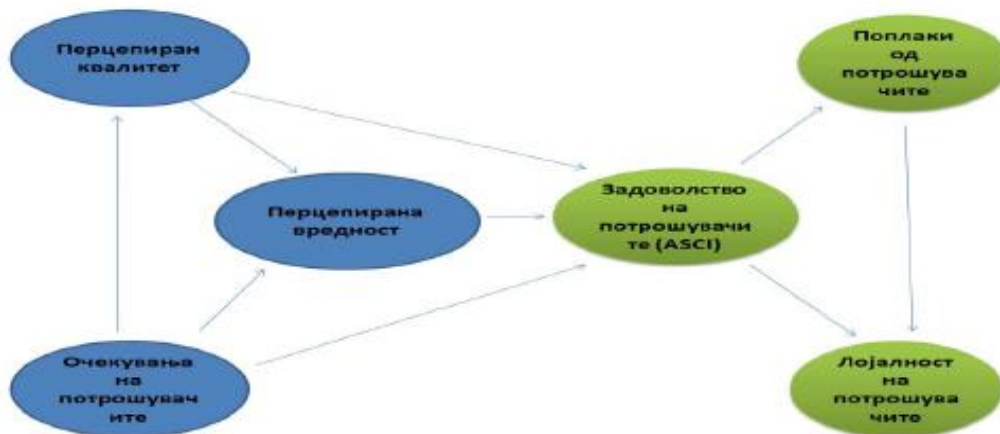 Перцепиран
квалитет
Поплаки
од
потрошува
чите
Перцепирана
вредност
Задоволство
на
потрошувачи
те (ASCI)
Очекувања
на
потрошувач
ите
Лојалност
на
потрошува
чите